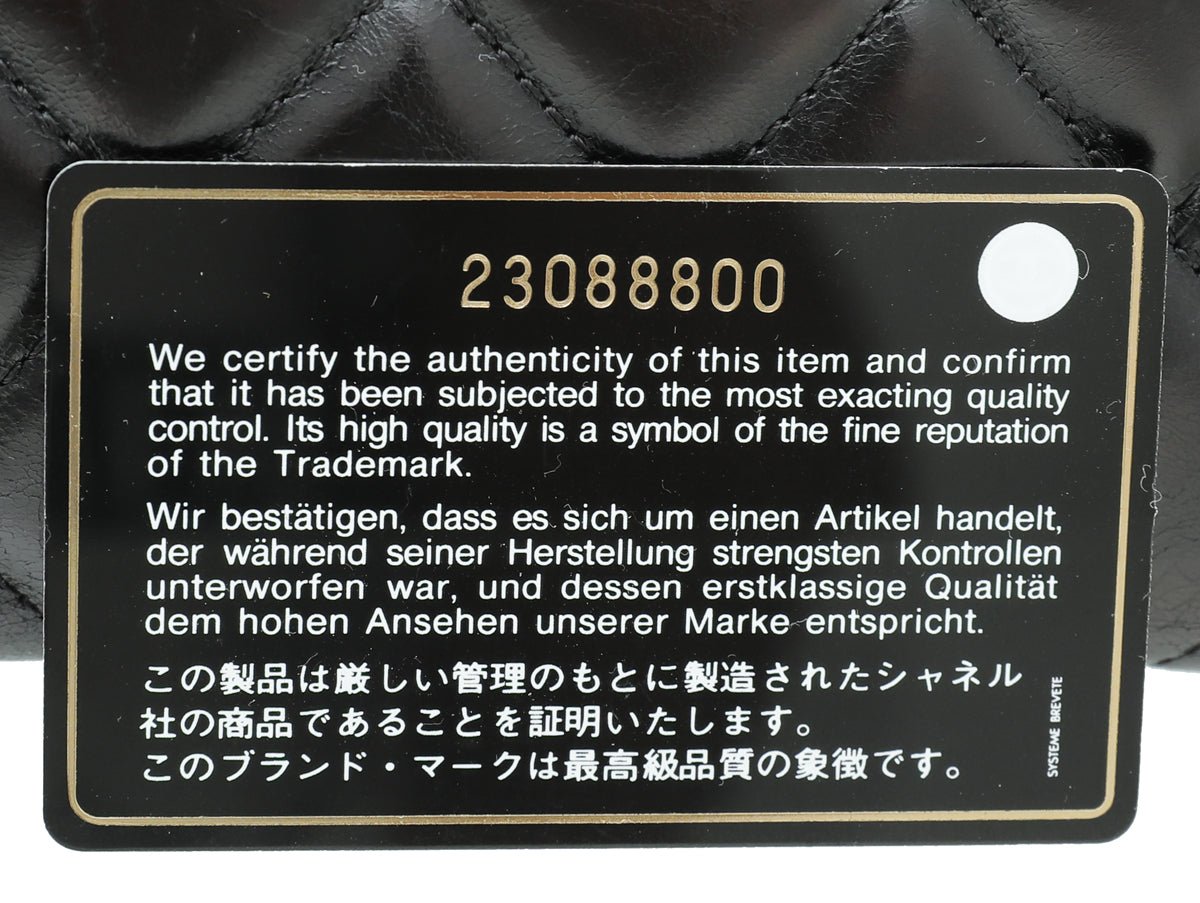 23088800
We certify the authenticity of this item and confirm
that it has been subjected to the most exacting quality
control. Its high quality is a symbol of the fine reputation
of the Trademark.
Wir bestätigen, dass es sich um einen Artikel handelt,
der während seiner Herstellung strengsten Kontrollen
unterworfen war, und dessen erstklassige Qualität
dem hohen Ansehen unserer Marke entspricht.
この製品は厳しい管理のもとに製造されたシャネル
社の商品であることを証明いたします。
このブランド・マークは最高級品質の象徴です。
SYSTEME BREVETE